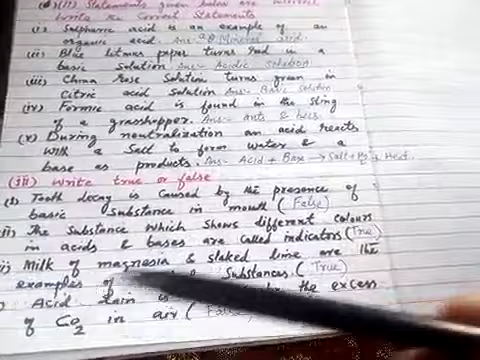 (ii) Statements given below are incorrect
Write the Correct Statements
(i) Sulphuric acid is an example of an
organic acid. Ans- Mineral acid.
(ii) Blue litmus paper turns red in a
basic solution Ans- Acidic Solution
(iii) China Rose Solution turns green in
Citric acid Solution Ans- Basic Solution
(iv) Formic acid is found in the sting
of a grasshopper. Ans- ants & bees.
(v) During neutralization an acid reacts
with a Salt to form water & a
base as products. Ans- Acid + Base → Salt + H2O + Heat
(iii) Write true or false
(i) Tooth decay is Caused by the presence of
basic Substance in mouth (False)
ii) The Substance which shows different colours
in acids & bases are called indicators (True)
ii) Milk of magnesia & slaked lime are the
examples of Substances (True)
Acid rain is the excess
of CO2 in air (